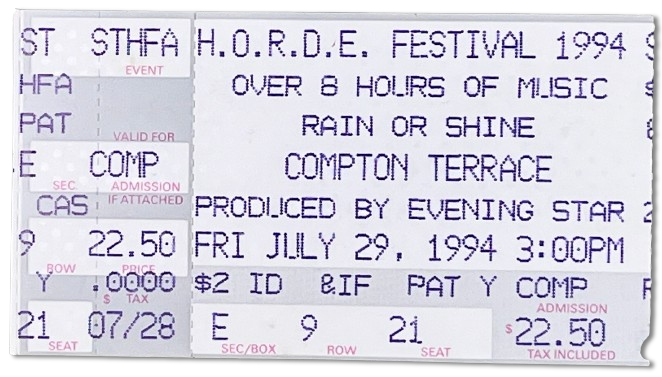 ST STHFA H.O.R.D.E. FESTIVAL 1994 S
EVENT
HFA OVER 8 HOURS OF MUSIC $
PAT RAIN OR SHINE &
VALID FOR
E COMP COMPTON TERRACE
SEC ADMISSION
CAS IF ATTACHED PRODUCED BY EVENING STAR 2
9 22.50 FRI JULY 29, 1994 3:00PM
ROW PRICE
Y .0000 $2 ID &IF PAT Y COMP
$ TAX ADMISSION
21 07/28 E 9 21 $22.50
SEAT SEC/BOX ROW SEAT TAX INCLUDED